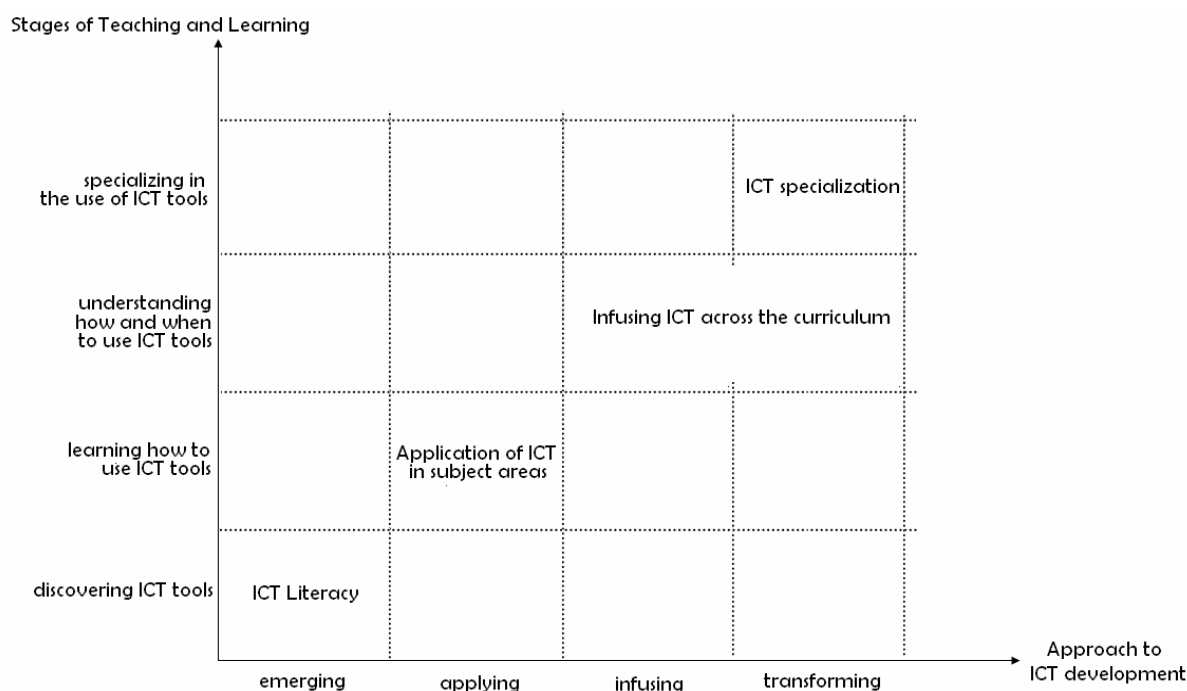 Stages of Teaching and Learning
specializing in
the use of ICT tools
ICT specialization
understanding
how and when
to use ICT tools
Infusing ICT across the curriculum
learning how to
use ICT tools
Application of ICT
in subject areas
discovering ICT tools
ICT Literacy
Approach to
ICT development
emerging
applying
infusing
transforming